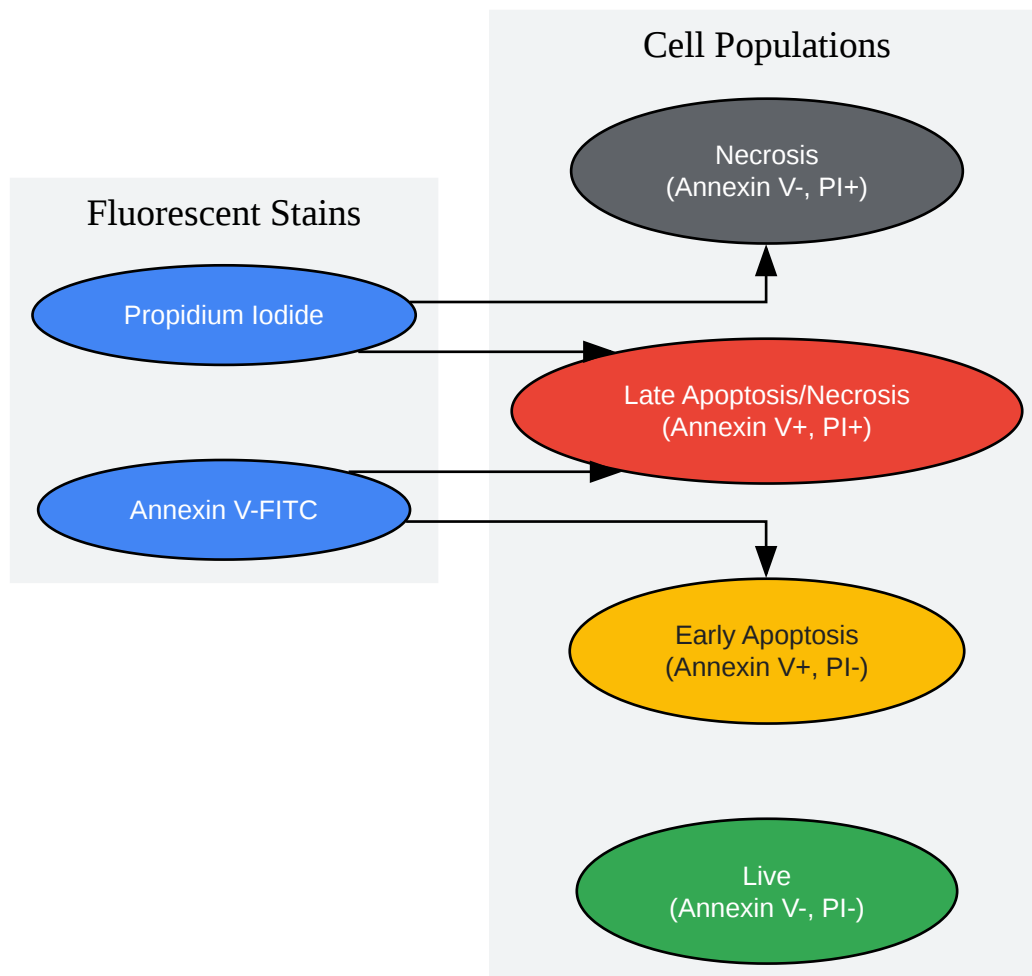 Cell Populations
Necrosis
(Annexin V-, PI+)
Fluorescent Stains
Propidium Iodide
Late Apoptosis/Necrosis
(Annexin V+, PI+)
Annexin V-FITC
Early Apoptosis
(Annexin V+, PI-)
Live
(Annexin V-, PI-)